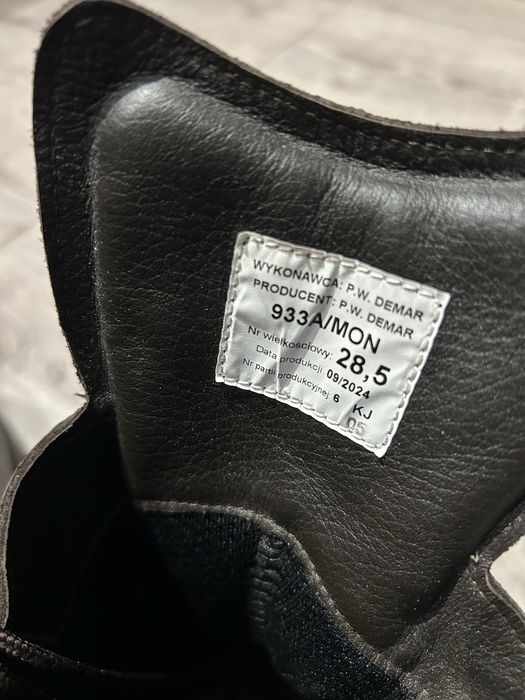 WYKONAWCA: P.W. DEMAR
PRODUCENT: P.W. DEMAR
933A/MON
Nr wielkościowy: 28,5
Data produkcji: 09/2024
Nr partii produkcyjnej: 6 KJ
05